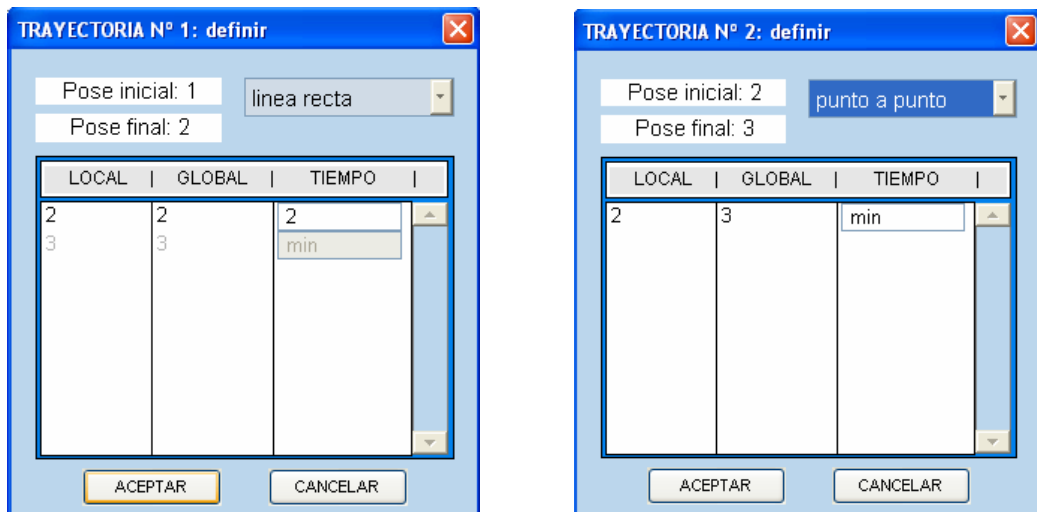 TRAYECTORIA Nº 1: definir
Pose inicial: 1
linea recta
Pose final: 2
LOCAL | GLOBAL | TIEMPO |
2 2 2
3 3 min
ACEPTAR CANCELAR
TRAYECTORIA Nº 2: definir
Pose inicial: 2
punto a punto
Pose final: 3
LOCAL | GLOBAL | TIEMPO |
2 3 min
ACEPTAR CANCELAR